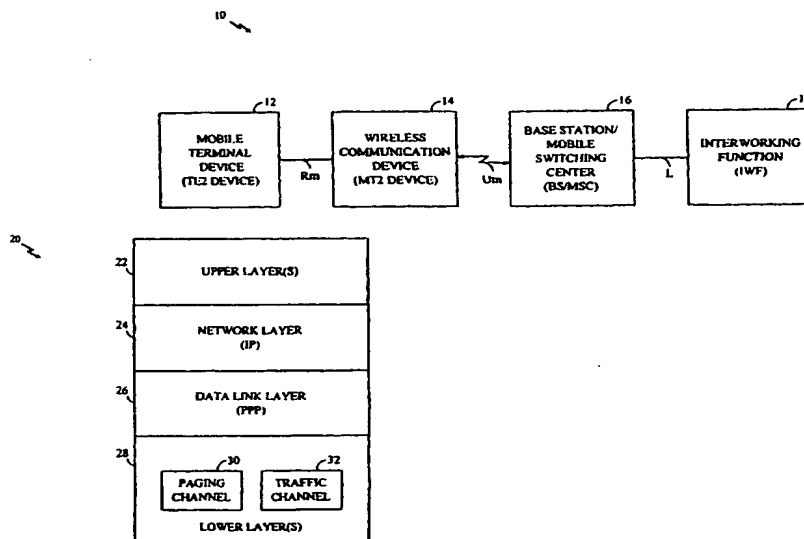 10
12
14
16
1
MOBILE
TERMINAL
DEVICE
(TE2 DEVICE)
Rm
WIRELESS
COMMUNICATION
DEVICE
(MT2 DEVICE)
Um
BASE STATION/
MOBILE
SWITCHING
CENTER
(BS/MSC)
L
INTERWORKING
FUNCTION
(IWF)
20
22
UPPER LAYER(S)
24
NETWORK LAYER
(IP)
26
DATA LINK LAYER
(PPP)
28
30
PAGING
CHANNEL
32
TRAFFIC
CHANNEL
LOWER LAYER(S)